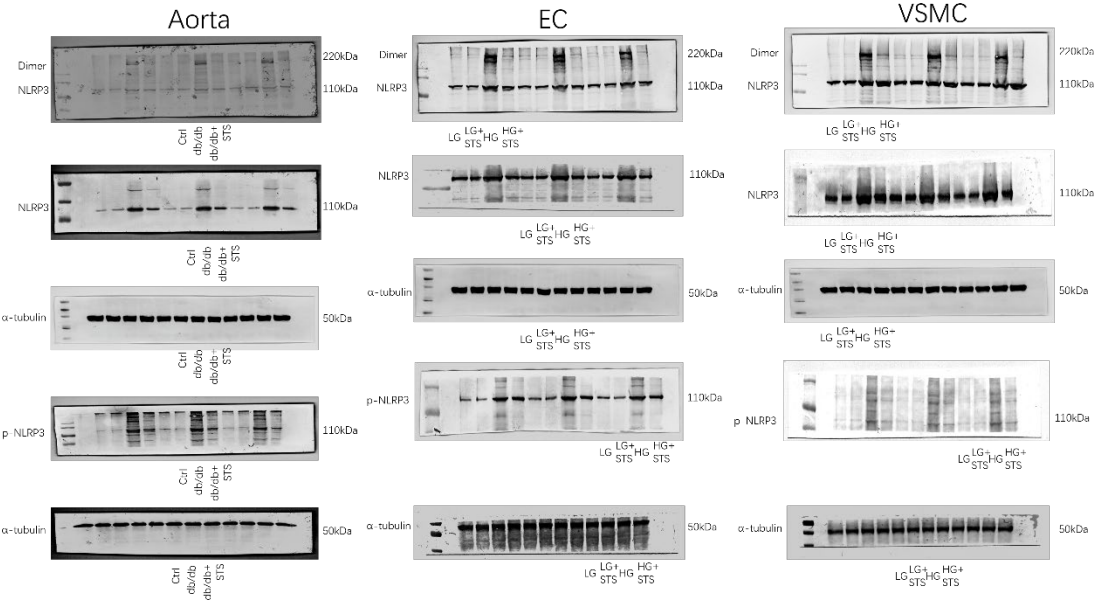 Aorta
Dimer
220kDa
NLRP3
110kDa
Ctrl
db/db
db/db+
STS
NLRP3
110kDa
Ctrl
db/db
db/db+
STS
α-tubulin
50kDa
Ctrl
db/db
db/db+
STS
p-NLRP3
110kDa
Ctrl
db/db
db/db+
STS
α-tubulin
50kDa
Ctrl
db/db
db/db+
STS
EC
Dimer
220kDa
NLRP3
110kDa
LG LG+ STS HG HG+ STS
NLRP3
110kDa
LG LG+ STS HG HG+ STS
α-tubulin
50kDa
LG LG+ STS HG HG+ STS
p-NLRP3
110kDa
LG LG+ STS HG HG+ STS
α-tubulin
50kDa
LG LG+ STS HG HG+ STS
VSMC
Dimer
220kDa
NLRP3
110kDa
LG LG+ STS HG HG+ STS
NLRP3
110kDa
LG LG+ STS HG HG+ STS
α-tubulin
50kDa
LG LG+ STS HG HG+ STS
p NLRP3
110kDa
LG LG+ STS HG HG+ STS
α-tubulin
50kDa
LG LG+ STS HG HG+ STS